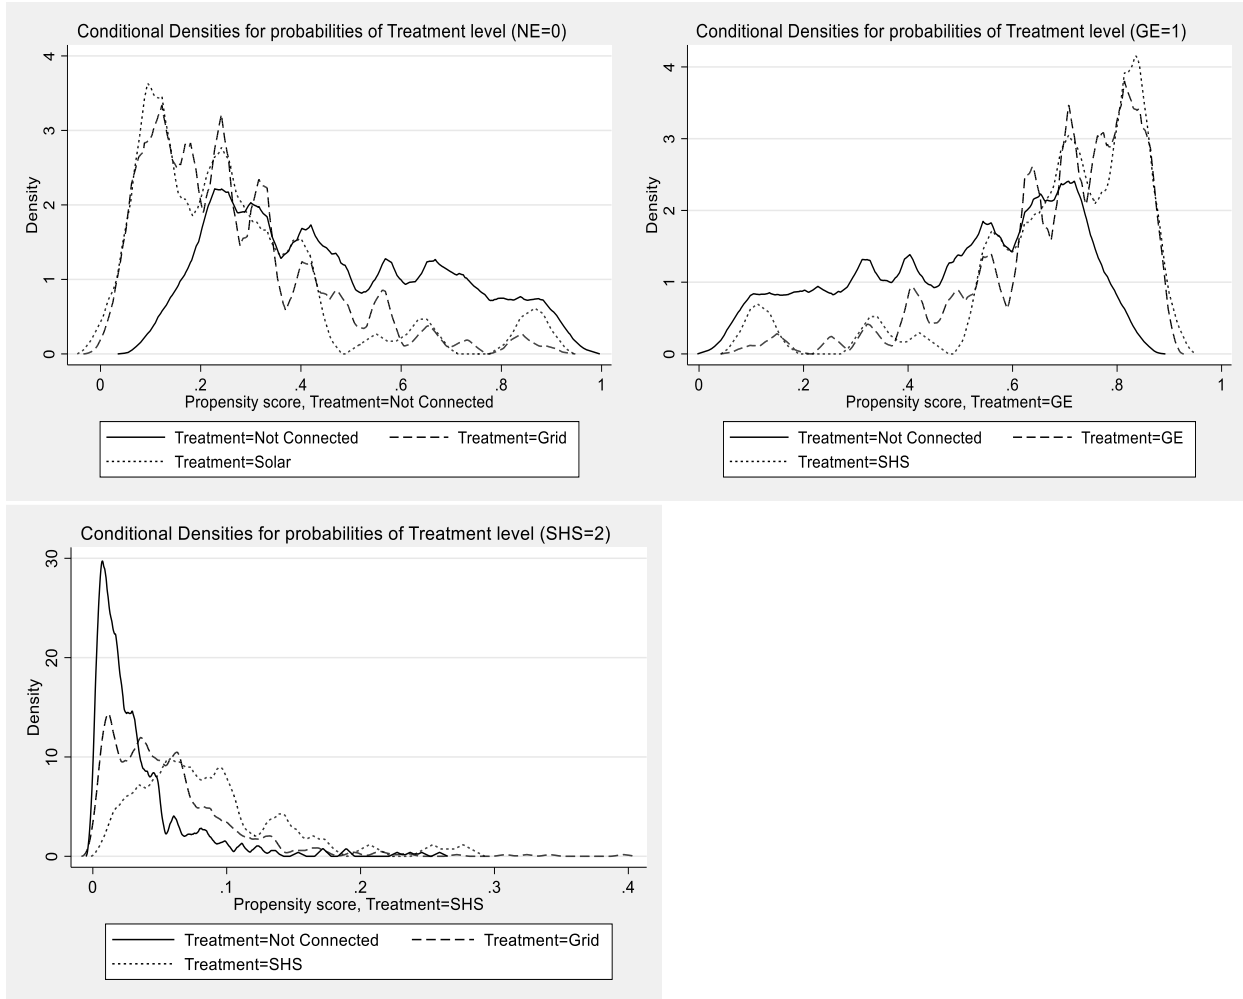 Conditional Densities for probabilities of Treatment level (NE=0)
4
3
2
1
0
Density
0 .2 .4 .6 .8 1
Propensity score, Treatment=Not Connected
Treatment=Not Connected Treatment=Grid
Treatment=Solar
Conditional Densities for probabilities of Treatment level (GE=1)
4
3
2
1
0
Density
0 .2 .4 .6 .8 1
Propensity score, Treatment=GE
Treatment=Not Connected Treatment=GE
Treatment=SHS
Conditional Densities for probabilities of Treatment level (SHS=2)
30
20
10
0
Density
0 .1 .2 .3 .4
Propensity score, Treatment=SHS
Treatment=Not Connected Treatment=Grid
Treatment=SHS